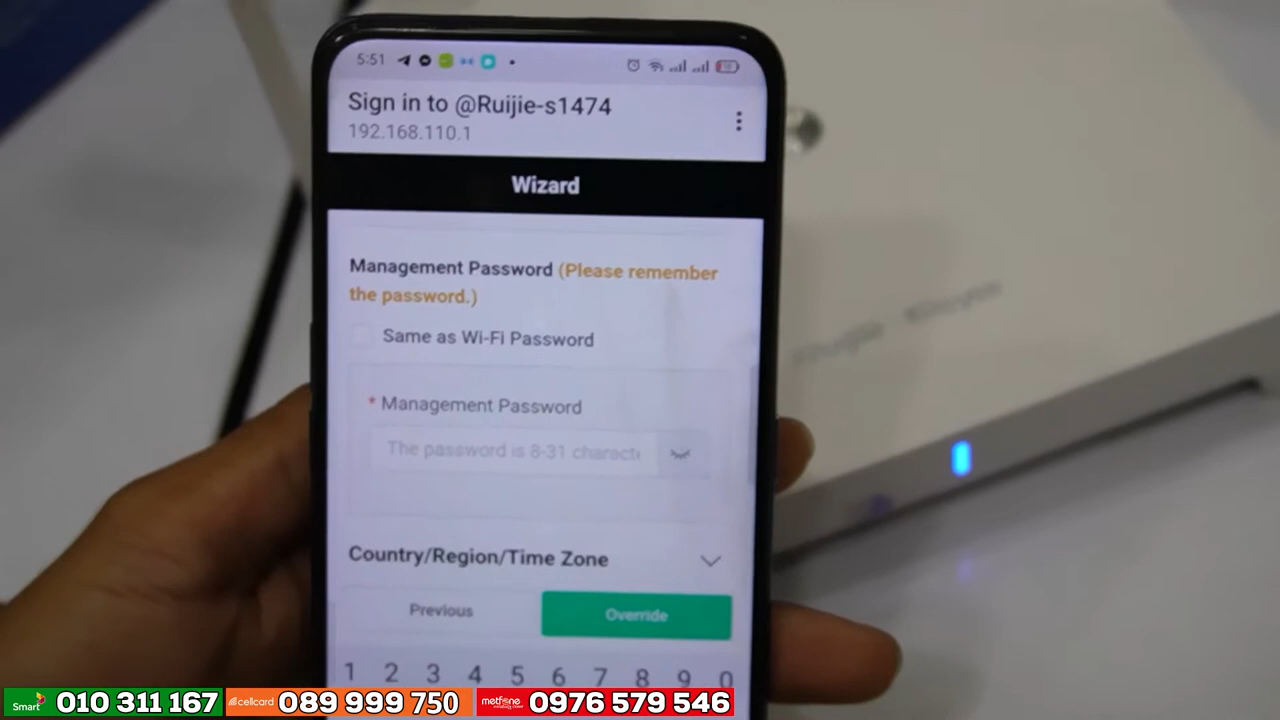 5:51
Sign in to @Ruijie-s1474
192.168.110.1
Wizard
Management Password (Please remember
the password.)
Same as Wi-Fi Password
* Management Password
The password is 8-31 characte
Country/Region/Time Zone
Previous
Override
1 2 3 4 5 6 7 8 9 0
Smart 010 311 167
cellcard 089 999 750
metfone 0976 579 546